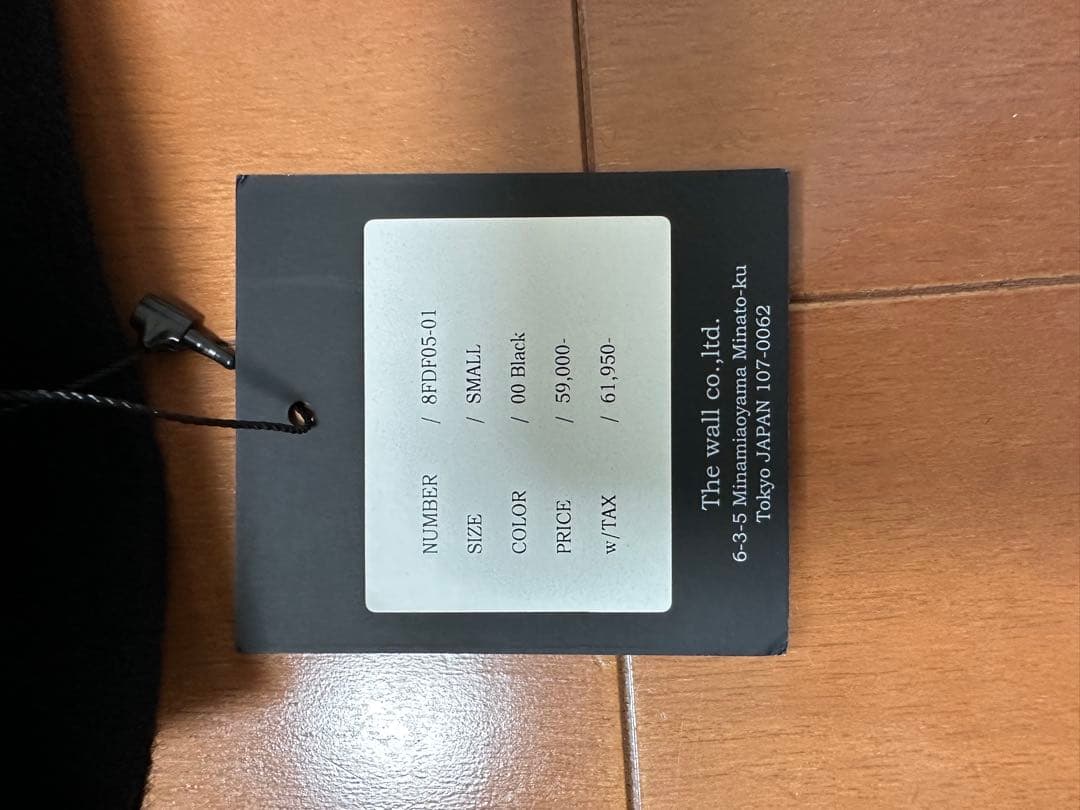 NUMBER / 8FDF05-01
SIZE / SMALL
COLOR / 00 Black
PRICE / 59,000-
w/TAX / 61,950-
The wall co.,ltd.
6-3-5 Minamiaoyama Minato-ku
Tokyo JAPAN 107-0062